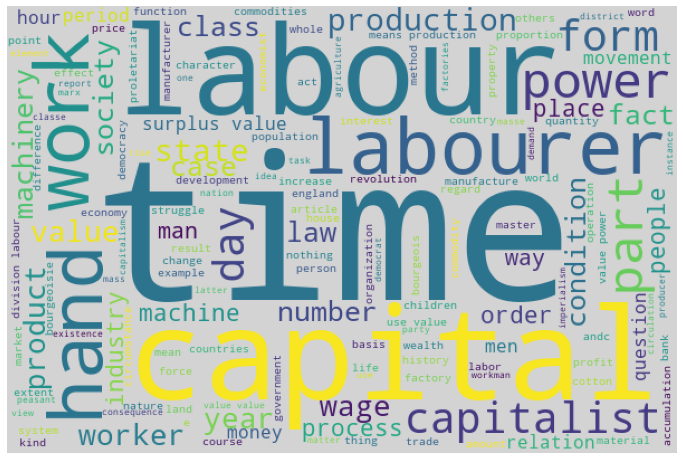 hour period
function
commodities
class
production
others
district
word
point
price
manufacturer
proletariat
whole
means production
proportion
form
effect
report
marx
character
one
act
method
agriculture
factories
property
movement
classe
labour
power
machinery
society
difference
democracy
surplus value
population
country
masse
quantity
place
fact
work
state
case
interest
task
idea
labourer
demand
instance
development
increase
revolution
manufacture
world
nation
england
regard
economy
struggle
article
house
master
value
capitalism
man
day
law
time
way
condition
operation
value power
part
people
producer
result
change
example
latter
nothing
person
organization
democrat
bourgeois
imperialism
circulation
division labour
mass
hand
product
bourgeoisie
industry
machine
number
children
use value
party
order
andc
question
bank
existence
market
mean
countries
basis
wealth
men
profit
extent
peasant
force
government
life
history
factory
labor
workman
cotton
accumulation
view
consequence
capital
nature
land
value value
year
wage
capitalist
system
kind
worker
e
course
money
process
matter
thing
trade
relation
material